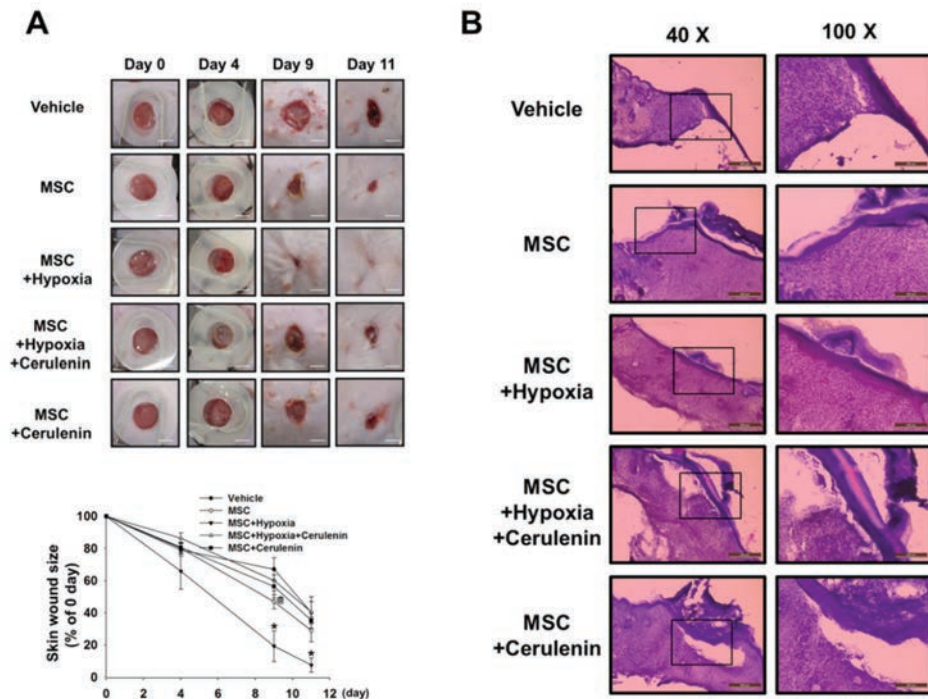 A
Day 0 Day 4 Day 9 Day 11
Vehicle
MSC
MSC
+Hypoxia
MSC
+Hypoxia
+Cerulenin
MSC
+Cerulenin
Vehicle
MSC
MSC+Hypoxia
MSC+Hypoxia+Cerulenin
MSC+Cerulenin
Skin wound size
(% of 0 day)
100
80
60
40
20
0
0 2 4 6 8 10 12 (day)
*
*
B
40 X 100 X
Vehicle
MSC
MSC
+Hypoxia
MSC
+Hypoxia
+Cerulenin
MSC
+Cerulenin